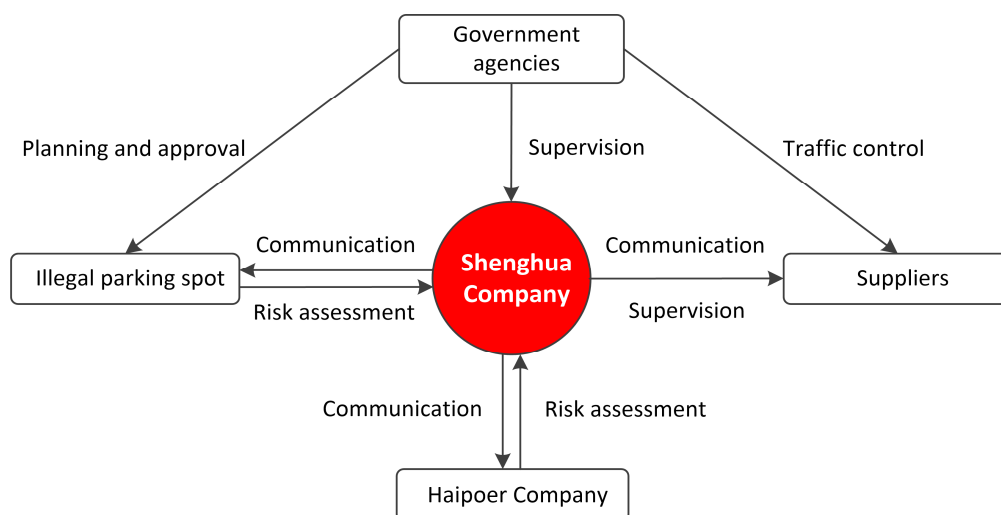 Government
agencies
Planning and approval
Supervision
Traffic control
Communication
Communication
Illegal parking spot
Shenghua
Company
Suppliers
Risk assessment
Supervision
Communication
Risk assessment
Haipoer Company